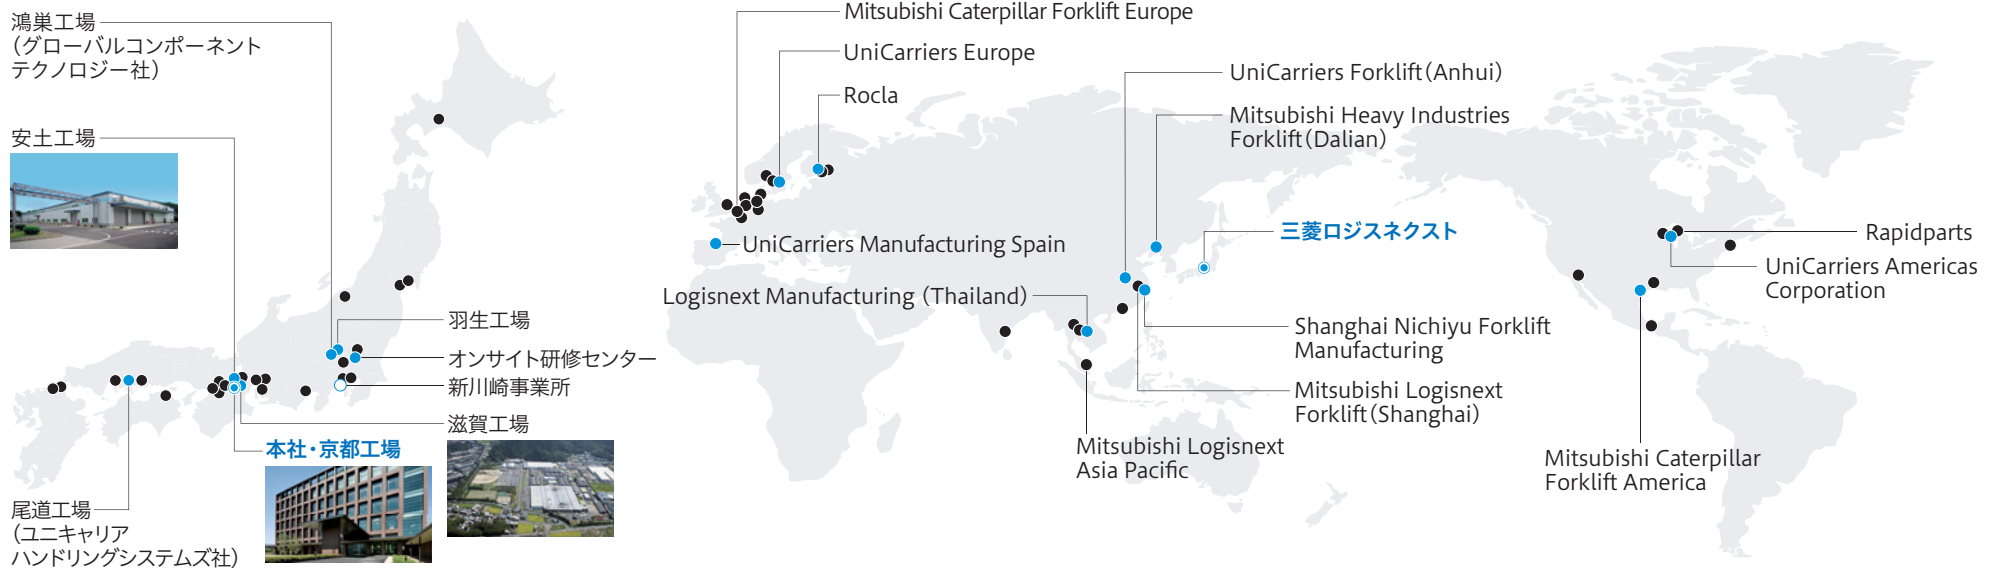 鴻巣工場
（グローバルコンポーネント
テクノロジー社）
安土工場
羽生工場
オンサイト研修センター
新川崎事業所
滋賀工場
本社・京都工場
尾道工場
（ユニキャリア
ハンドリングシステムズ社）
Mitsubishi Caterpillar Forklift Europe
UniCarriers Europe
Rocla
UniCarriers Manufacturing Spain
Logisnext Manufacturing (Thailand)
UniCarriers Forklift(Anhui)
Mitsubishi Heavy Industries
Forklift(Dalian)
三菱ロジスネクスト
Shanghai Nichiyu Forklift
Manufacturing
Mitsubishi Logisnext
Forklift(Shanghai)
Mitsubishi Logisnext
Asia Pacific
Rapidparts
UniCarriers Americas
Corporation
Mitsubishi Caterpillar
Forklift America